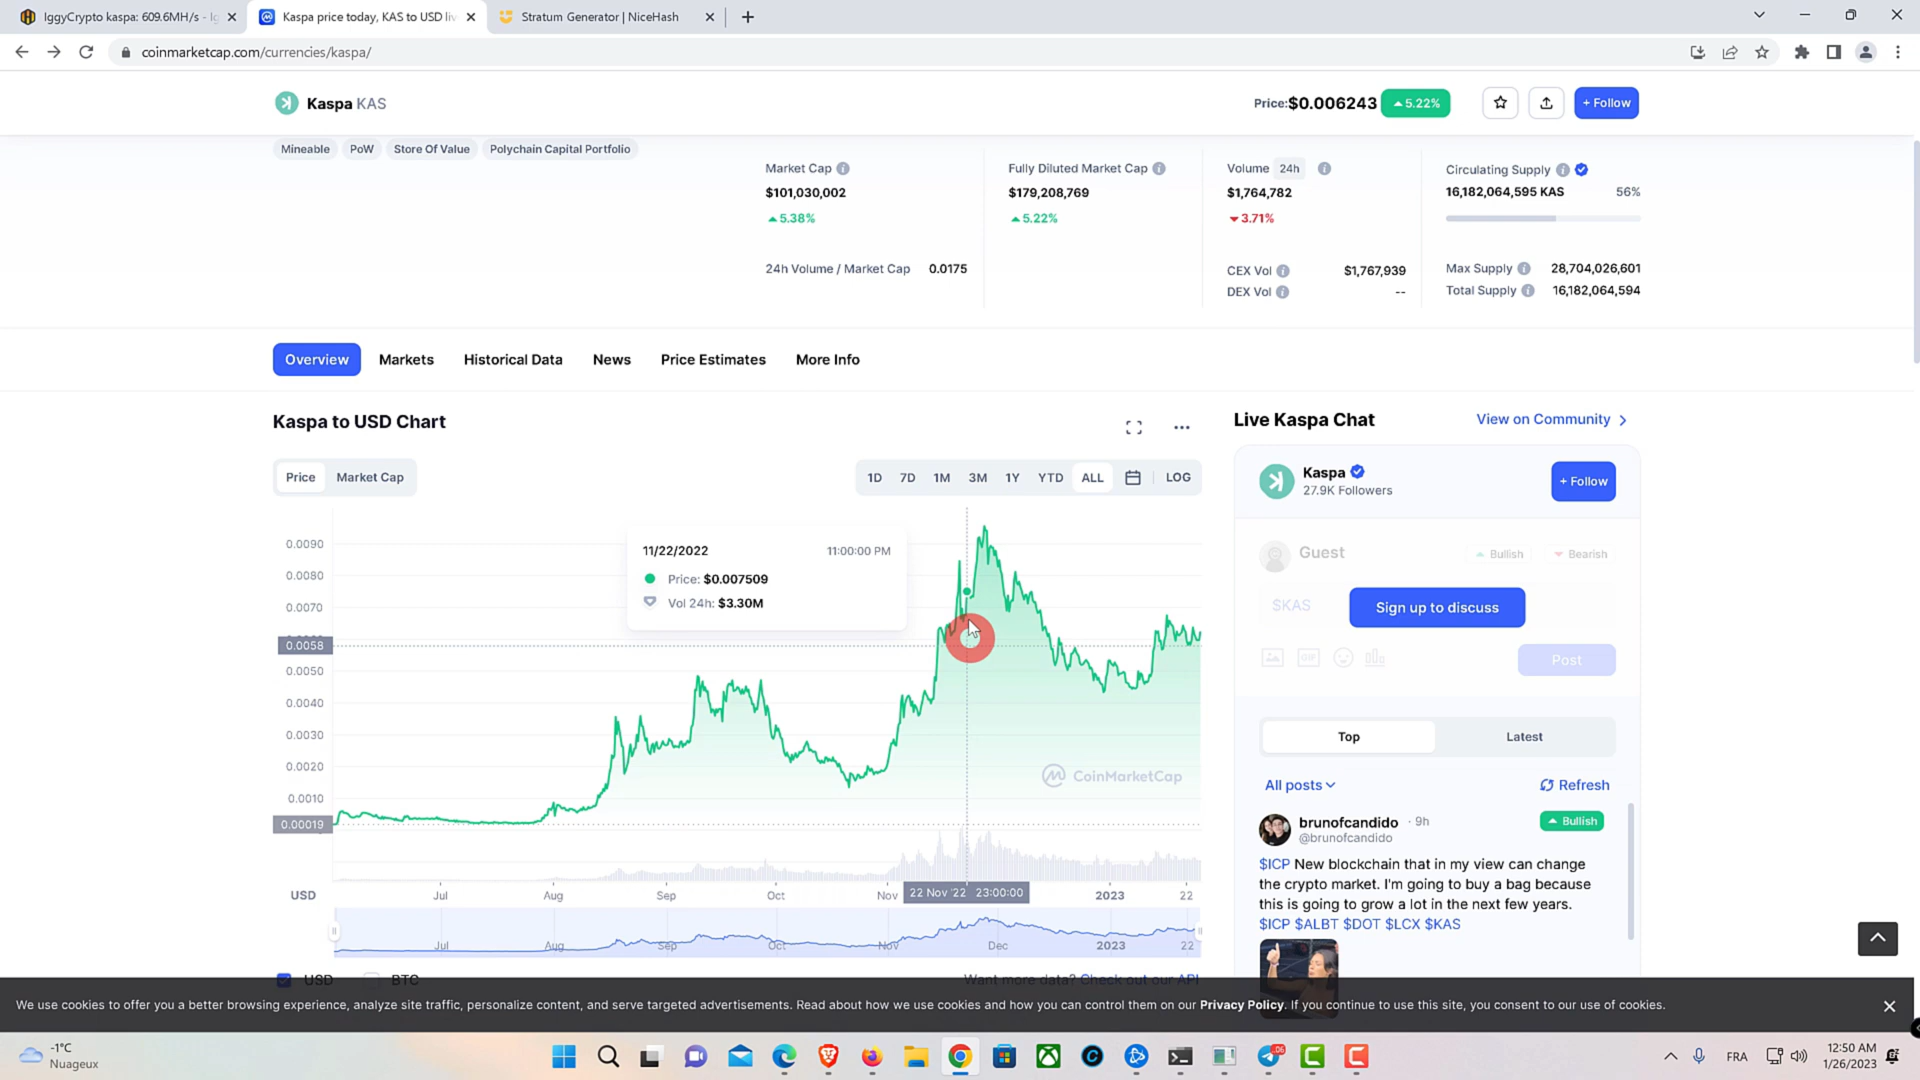 IggyCrypto kaspa: 609.6MH/s - Ig
Kaspa price today, KAS to USD liv
Stratum Generator | NiceHash
coinmarketcap.com/currencies/kaspa/
Kaspa KAS
Price:$0.006243
5.22%
+ Follow
Mineable
PoW
Store Of Value
Polychain Capital Portfolio
Market Cap
$101,030,002
5.38%
24h Volume / Market Cap 0.0175
Fully Diluted Market Cap
$179,208,769
5.22%
Volume 24h
$1,764,782
3.71%
CEX Vol $1,767,939
DEX Vol --
Circulating Supply
16,182,064,595 KAS 56%
Max Supply 28,704,026,601
Total Supply 16,182,064,594
Overview
Markets
Historical Data
News
Price Estimates
More Info
Kaspa to USD Chart
Price
Market Cap
1D
7D
1M
3M
1Y
YTD
ALL
LOG
11/22/2022 11:00:00 PM
Price: $0.007509
Vol 24h: $3.30M
0.0090
0.0080
0.0070
0.0058
0.0050
0.0040
0.0030
0.0020
0.0010
0.00019
CoinMarketCap
USD
Jul
Aug
Sep
Oct
Nov
22 Nov '22 23:00:00
2023
22
Jul
Aug
Sep
Oct
Nov
Dec
2023
22
USD
BTC
Want more data? Check out our API
Live Kaspa Chat
View on Community
Kaspa
27.9K Followers
+ Follow
Guest
Bullish
Bearish
$KAS
Sign up to discuss
GIF
Post
Top
Latest
All posts
Refresh
brunofcandido · 9h
@brunofcandido
Bullish
$ICP New blockchain that in my view can change
the crypto market. I'm going to buy a bag because
this is going to grow a lot in the next few years.
$ICP $ALBT $DOT $LCX $KAS
We use cookies to offer you a better browsing experience, analyze site traffic, personalize content, and serve targeted advertisements. Read about how we use cookies and how you can control them on our Privacy Policy. If you continue to use this site, you consent to our use of cookies.
-1°C
Nuageux
FRA
12:50 AM
1/26/2023